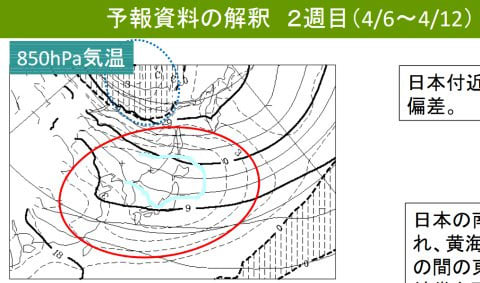 予報資料の解釈　2週目(4/6～4/12)
850hPa気温
日本付近
偏差。
0
3
9
18
日本の南
れ、黄海
の間の東